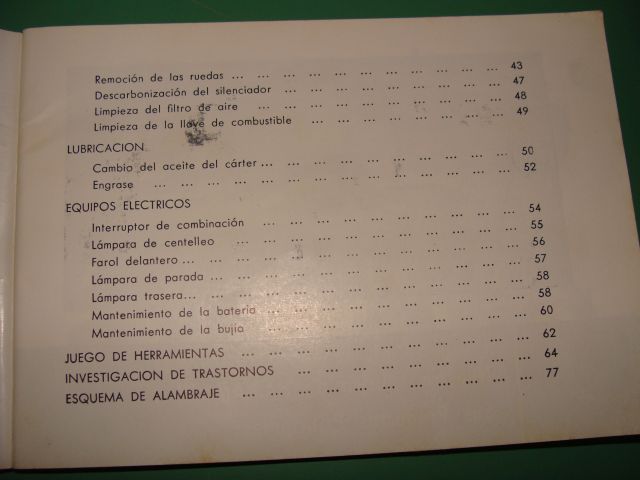 Remoción de las ruedas ... ... ... ... ... ... ... ... ... ... ... 43
Descarbonización del silenciador ... ... ... ... ... ... ... ... ... 47
Limpieza del filtro de aire ... ... ... ... ... ... ... ... ... ... 48
Limpieza de la llave de combustible ... ... ... ... ... ... ... ... 49
LUBRICACION
Cambio del aceite del cárter ... ... ... ... ... ... ... ... ... ... 50
Engrase ... ... ... ... ... ... ... ... ... ... ... ... ... ... 52
EQUIPOS ELECTRICOS
Interruptor de combinación ... ... ... ... ... ... ... ... ... ... 54
Lámpara de centelleo ... ... ... ... ... ... ... ... ... ... ... 55
Farol delantero ... ... ... ... ... ... ... ... ... ... ... ... ... 56
Lámpara de parada ... ... ... ... ... ... ... ... ... ... ... ... 57
Lámpara trasera ... ... ... ... ... ... ... ... ... ... ... ... ... 58
Mantenimiento de la batería ... ... ... ... ... ... ... ... ... ... 58
Mantenimiento de la bujía ... ... ... ... ... ... ... ... ... ... 60
JUEGO DE HERRAMIENTAS ... ... ... ... ... ... ... ... ... ... ... 62
INVESTIGACION DE TRASTORNOS ... ... ... ... ... ... ... ... ... 64
ESQUEMA DE ALAMBRAJE ... ... ... ... ... ... ... ... ... ... ... 77